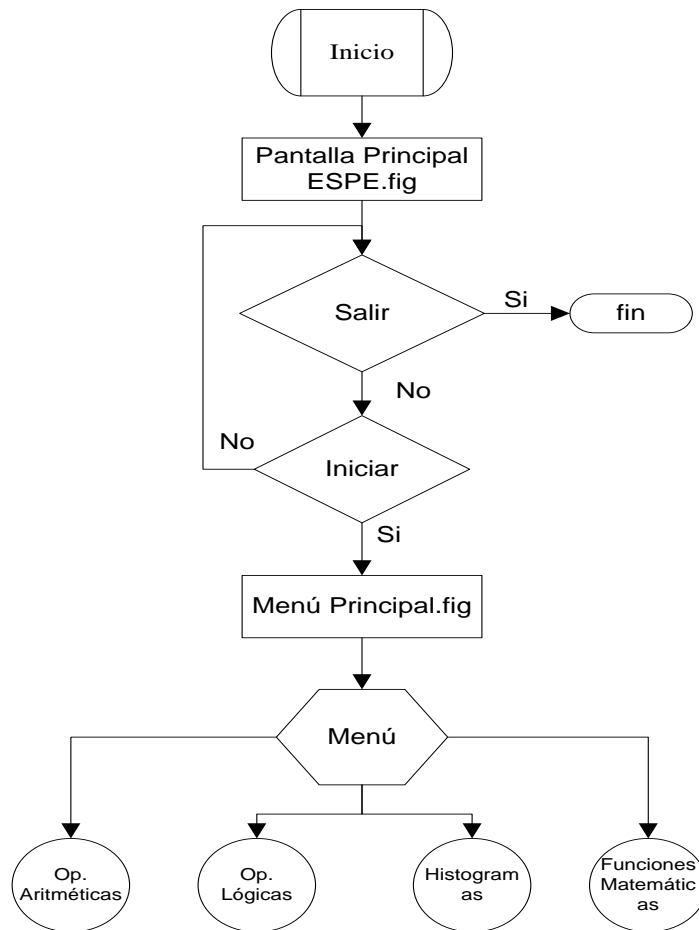 Inicio
Pantalla Principal
ESPE.fig
Salir
Si
fin
No
No
Iniciar
Si
Menú Principal.fig
Menú
Op.
Aritméticas
Op.
Lógicas
Histogram
as
Funciones
Matemátic
as